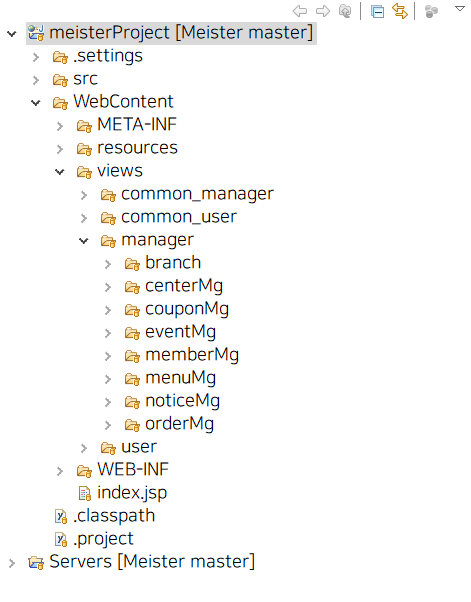 meisterProject [Meister master]
.settings
src
WebContent
META-INF
resources
views
common_manager
common_user
manager
branch
centerMg
couponMg
eventMg
memberMg
menuMg
noticeMg
orderMg
user
WEB-INF
index.jsp
.classpath
.project
Servers [Meister master]